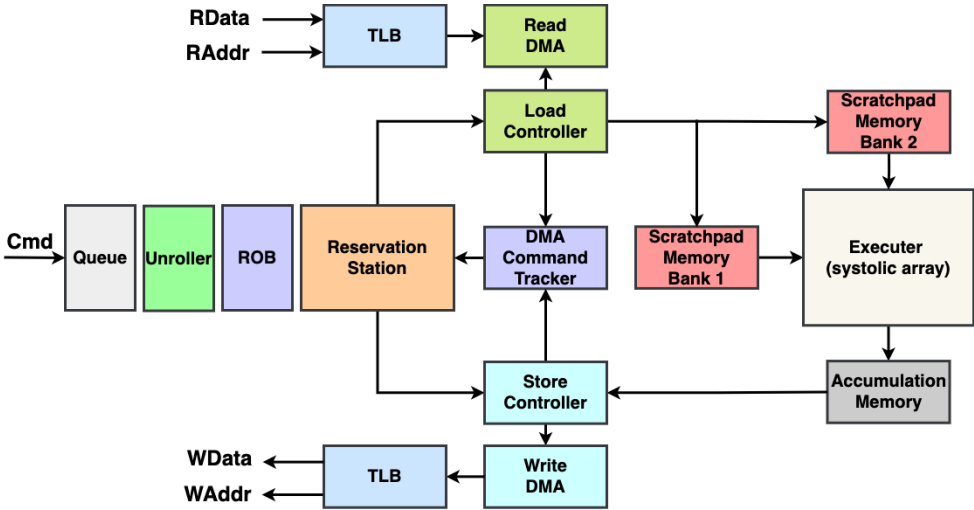 RData
RAddr
TLB
Read
DMA
Load
Controller
Scratchpad
Memory
Bank 2
Cmd
Queue
Unroller
ROB
Reservation
Station
DMA
Command
Tracker
Scratchpad
Memory
Bank 1
Executer
(systolic array)
Store
Controller
Accumulation
Memory
WData
WAddr
TLB
Write
DMA